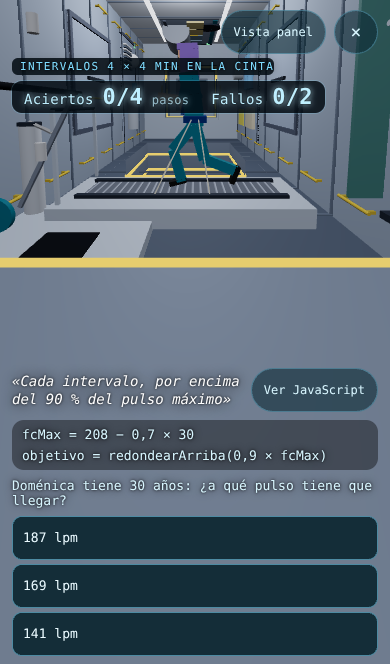 Vista panel
×
INTERVALOS 4 × 4 MIN EN LA CINTA
Aciertos 0/4 pasos Fallos 0/2
«Cada intervalo, por encima
del 90 % del pulso máximo»
Ver JavaScript
fcMax = 208 − 0,7 × 30
objetivo = redondearArriba(0,9 × fcMax)
Doménica tiene 30 años: ¿a qué pulso tiene que
llegar?
187 lpm
169 lpm
141 lpm